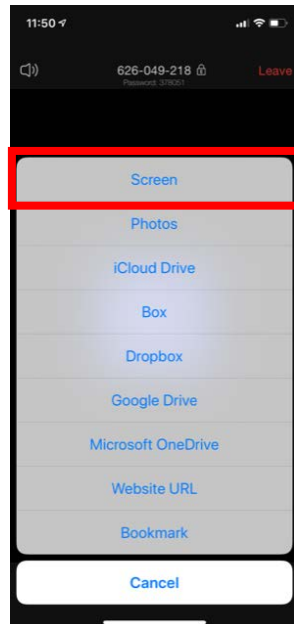 11:50
626-049-218
Leave
Password: 378051
Screen
Photos
iCloud Drive
Box
Dropbox
Google Drive
Microsoft OneDrive
Website URL
Bookmark
Cancel